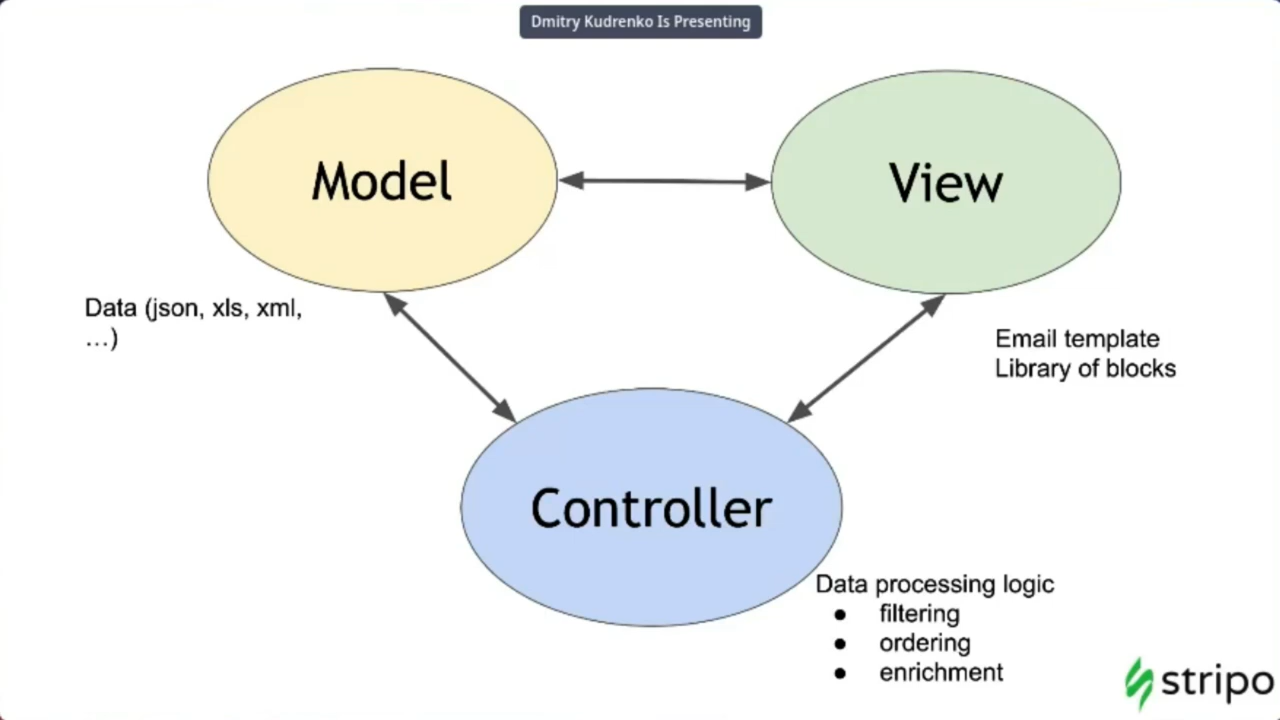 Dmitry Kudrenko Is Presenting
Model
View
Data (json, xls, xml,
...)
Email template
Library of blocks
Controller
Data processing logic
● filtering
● ordering
● enrichment
stripo